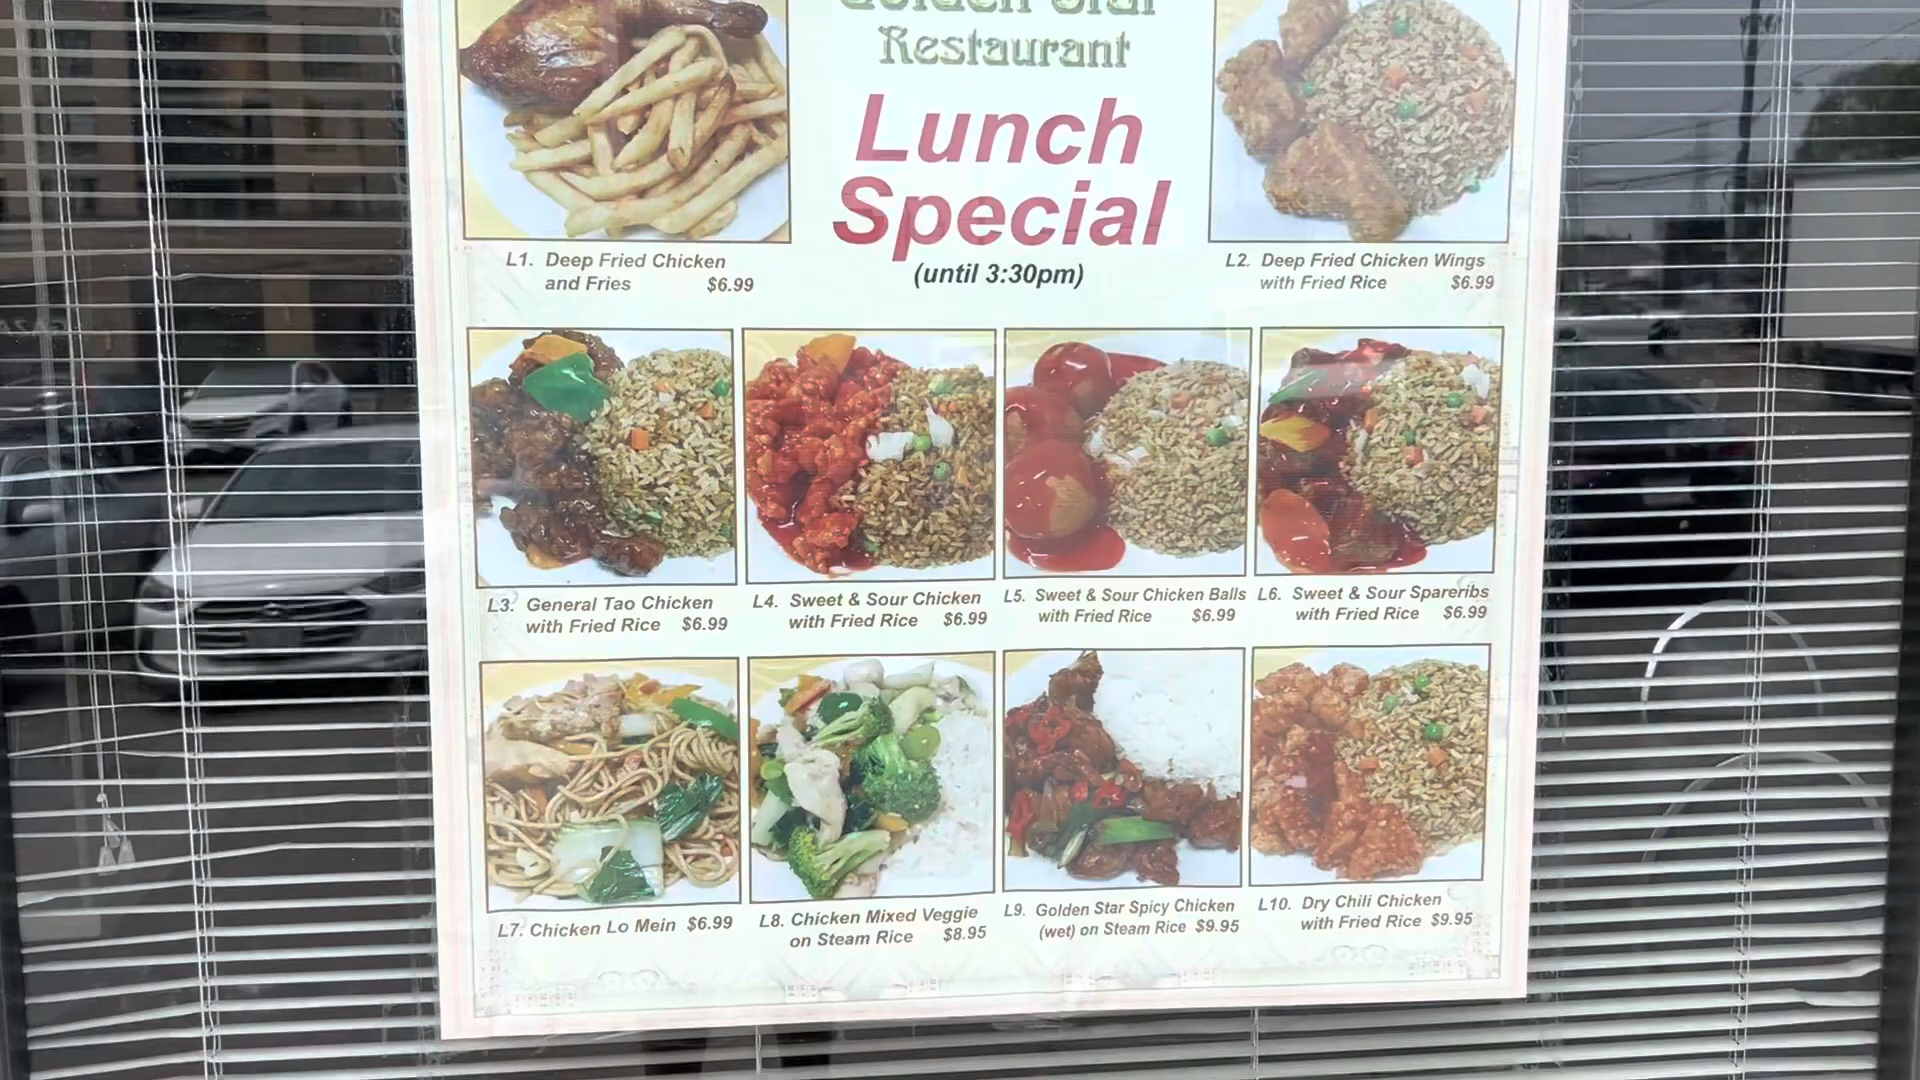 Golden Star
Restaurant
Lunch
Special
(until 3:30pm)
L1. Deep Fried Chicken
and Fries $6.99
L2. Deep Fried Chicken Wings
with Fried Rice $6.99
L3. General Tao Chicken
with Fried Rice $6.99
L4. Sweet & Sour Chicken
with Fried Rice $6.99
L5. Sweet & Sour Chicken Balls
with Fried Rice $6.99
L6. Sweet & Sour Spareribs
with Fried Rice $6.99
L7. Chicken Lo Mein $6.99
L8. Chicken Mixed Veggie
on Steam Rice $8.95
L9. Golden Star Spicy Chicken
(wet) on Steam Rice $9.95
L10. Dry Chili Chicken
with Fried Rice $9.95